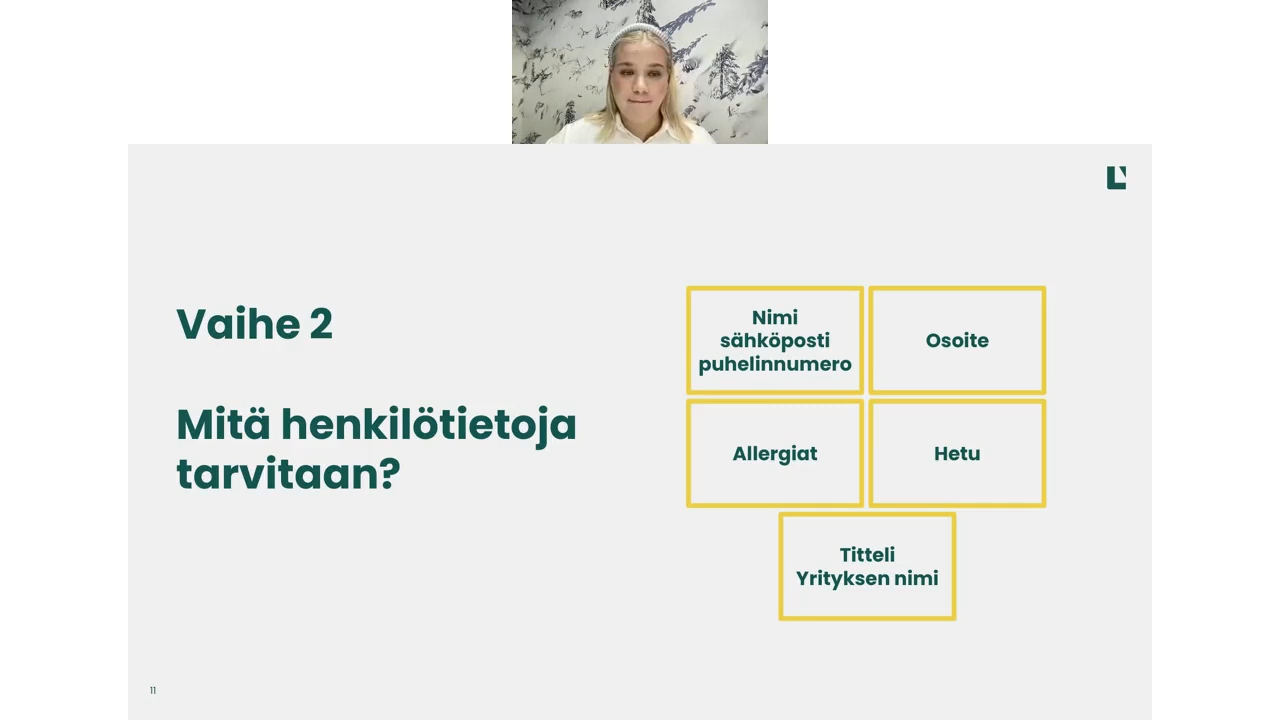 Vaihe 2
Mitä henkilötietoja
tarvitaan?
Nimi
sähköposti
puhelinnumero
Osoite
Allergiat
Hetu
Titteli
Yrityksen nimi
11